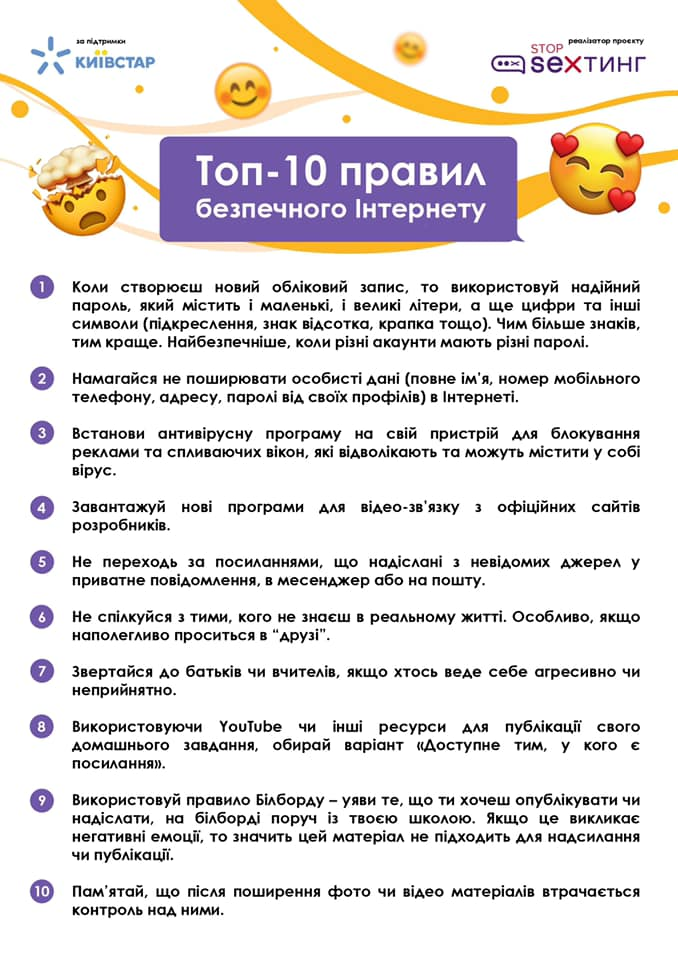 за підтримки
КИЇВСТАР
реалізатор проєкту
STOP
sexТИНГ
Топ-10 правил
безпечного Інтернету
1 Коли створюєш новий обліковий запис, то використовуй надійний
пароль, який містить і маленькі, і великі літери, а ще цифри та інші
символи (підкреслення, знак відсотка, крапка тощо). Чим більше знаків,
тим краще. Найбезпечніше, коли різні акаунти мають різні паролі.
2 Намагайся не поширювати особисті дані (повне ім’я, номер мобільного
телефону, адресу, паролі від своїх профілів) в Інтернеті.
3 Встанови антивірусну програму на свій пристрій для блокування
реклами та спливаючих вікон, які відволікають та можуть містити у собі
вірус.
4 Завантажуй нові програми для відео-зв’язку з офіційних сайтів
розробників.
5 Не переходь за посиланнями, що надіслані з невідомих джерел у
приватне повідомлення, в месенджер або на пошту.
6 Не спілкуйся з тими, кого не знаєш в реальному житті. Особливо, якщо
наполегливо проситься в “друзі”.
7 Звертайся до батьків чи вчителів, якщо хтось веде себе агресивно чи
неприйнятно.
8 Використовуючи YouTube чи інші ресурси для публікації свого
домашнього завдання, обирай варіант «Доступне тим, у кого є
посилання».
9 Використовуй правило Білборду – уяви те, що ти хочеш опублікувати чи
надіслати, на білборді поруч із твоєю школою. Якщо це викликає
негативні емоції, то значить цей матеріал не підходить для надсилання
чи публікації.
10 Пам’ятай, що після поширення фото чи відео матеріалів втрачається
контроль над ними.